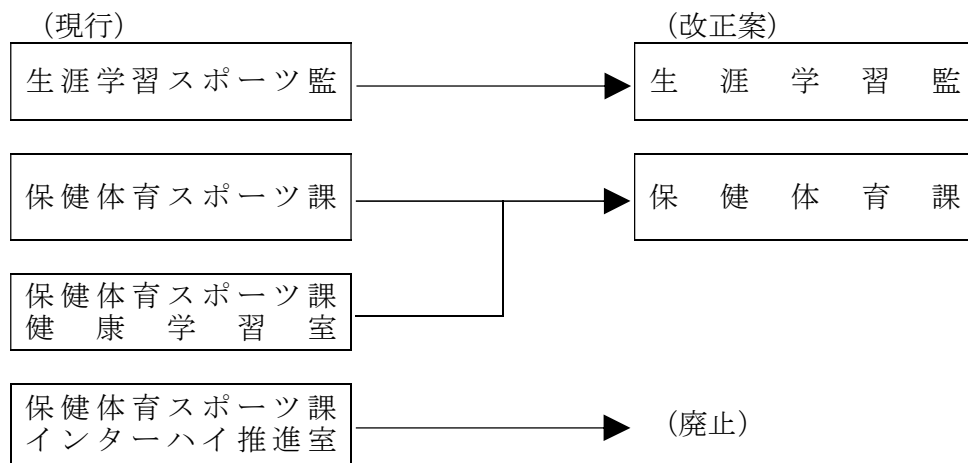 （現行） （改正案）
生涯学習スポーツ監 生涯学習監
保健体育スポーツ課 保健体育課
保健体育スポーツ課
健康学習室
保健体育スポーツ課
インターハイ推進室 （廃止）